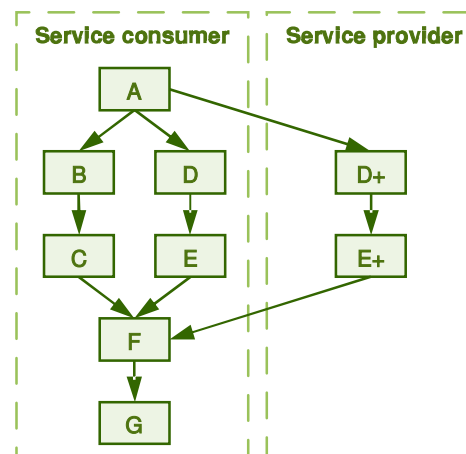 Service consumer
Service provider
A
B
D
D+
C
E
E+
F
G